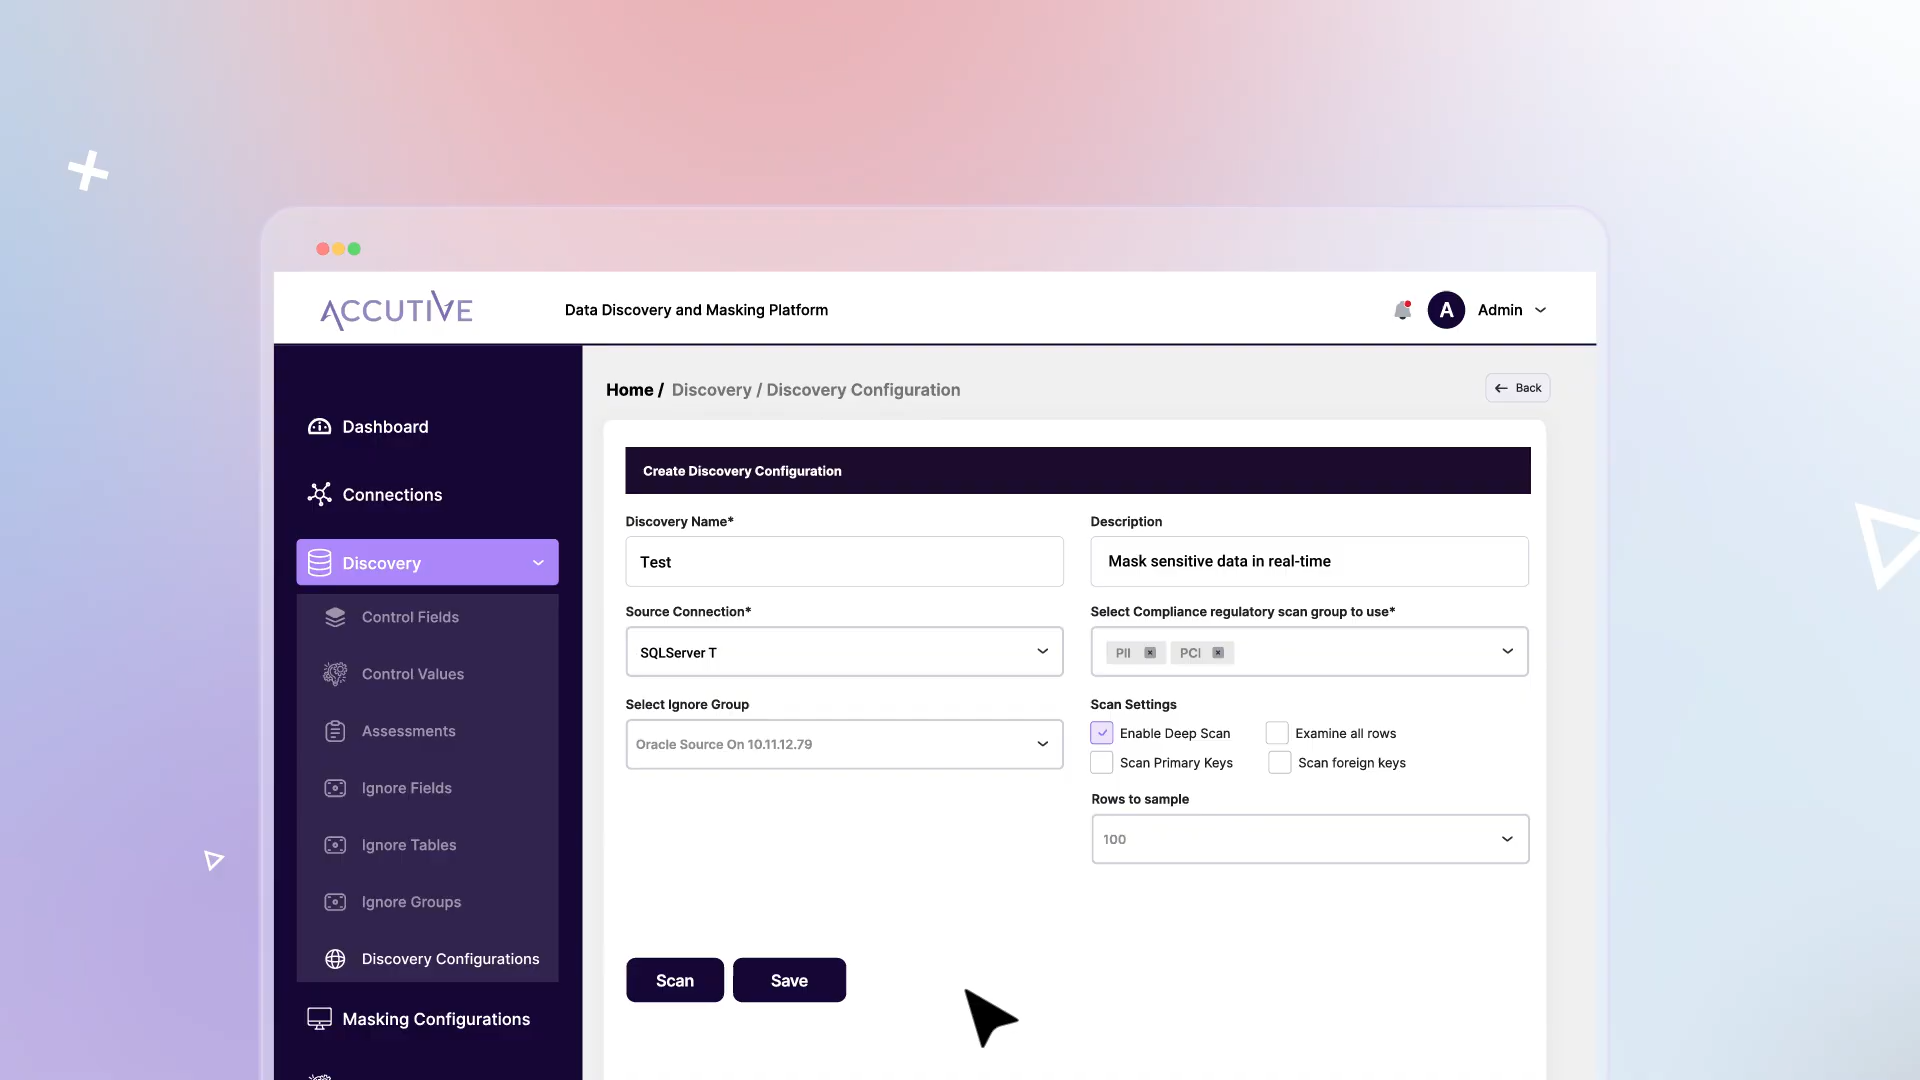 ACCUTIVE
Data Discovery and Masking Platform
A
Admin
Home / Discovery / Discovery Configuration
Back
Dashboard
Connections
Discovery
Control Fields
Control Values
Assessments
Ignore Fields
Ignore Tables
Ignore Groups
Discovery Configurations
Masking Configurations
Create Discovery Configuration
Discovery Name*
Test
Description
Mask sensitive data in real-time
Source Connection*
SQLServer T
Select Compliance regulatory scan group to use*
PII
PCI
Select Ignore Group
Oracle Source On 10.11.12.79
Scan Settings
Enable Deep Scan
Examine all rows
Scan Primary Keys
Scan foreign keys
Rows to sample
100
Scan
Save